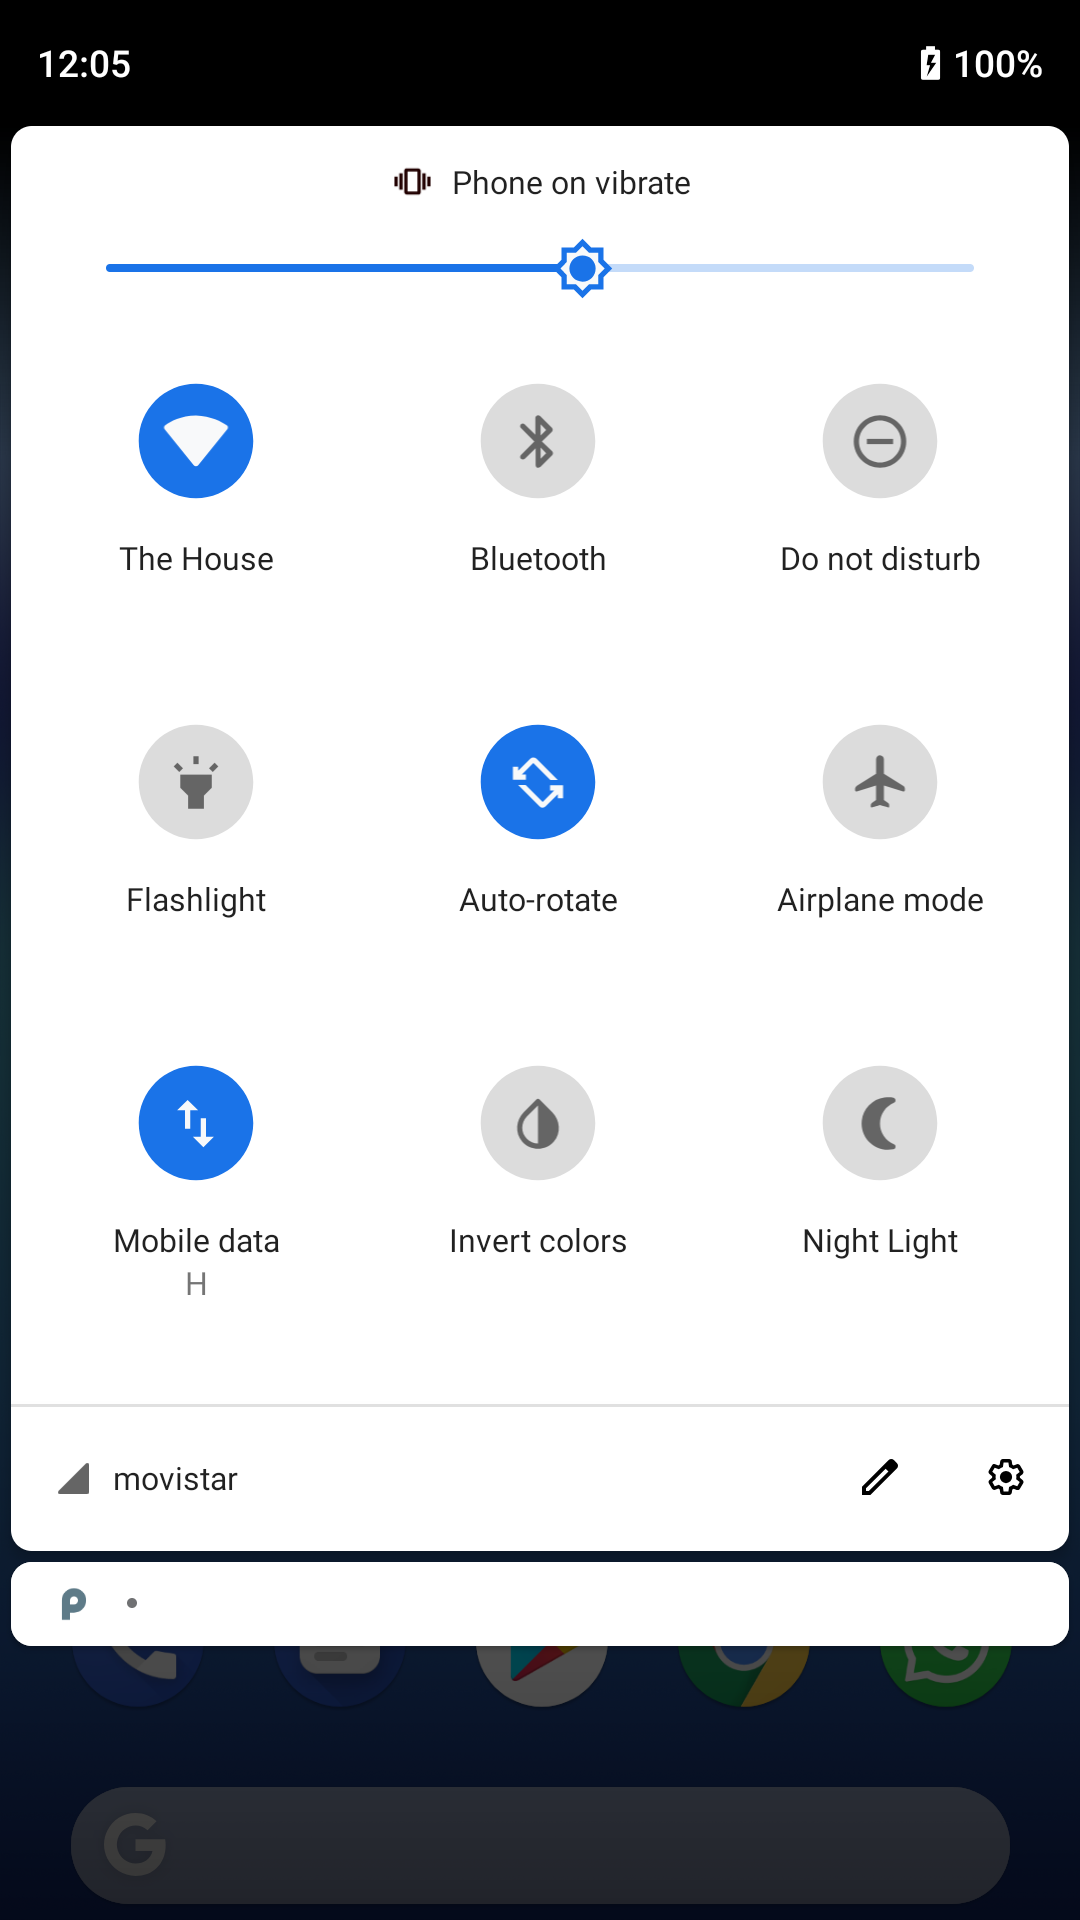 12:05 100%
Phone on vibrate
The House Bluetooth Do not disturb
Flashlight Auto-rotate Airplane mode
Mobile data Invert colors Night Light
H
movistar